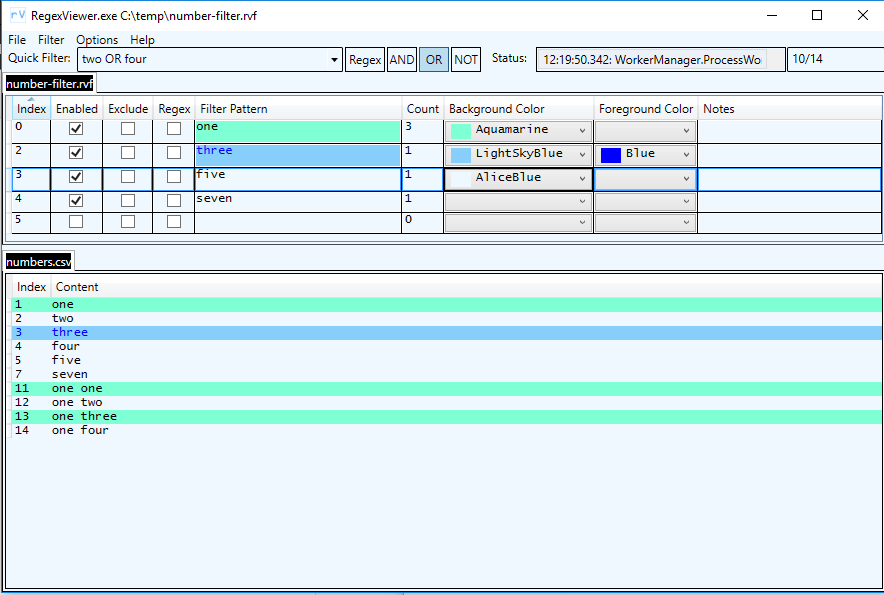 rV RegexViewer.exe C:\temp\number-filter.rvf
File Filter Options Help
Quick Filter: two OR four Regex AND OR NOT Status: 12:19:50.342: WorkerManager.ProcessWo 10/14
number-filter.rvf
Index Enabled Exclude Regex Filter Pattern Count Background Color Foreground Color Notes
0 one 3 Aquamarine
2 three 1 LightSkyBlue Blue
3 five 1 AliceBlue
4 seven 1
5 0
numbers.csv
Index Content
1 one
2 two
3 three
4 four
5 five
7 seven
11 one one
12 one two
13 one three
14 one four